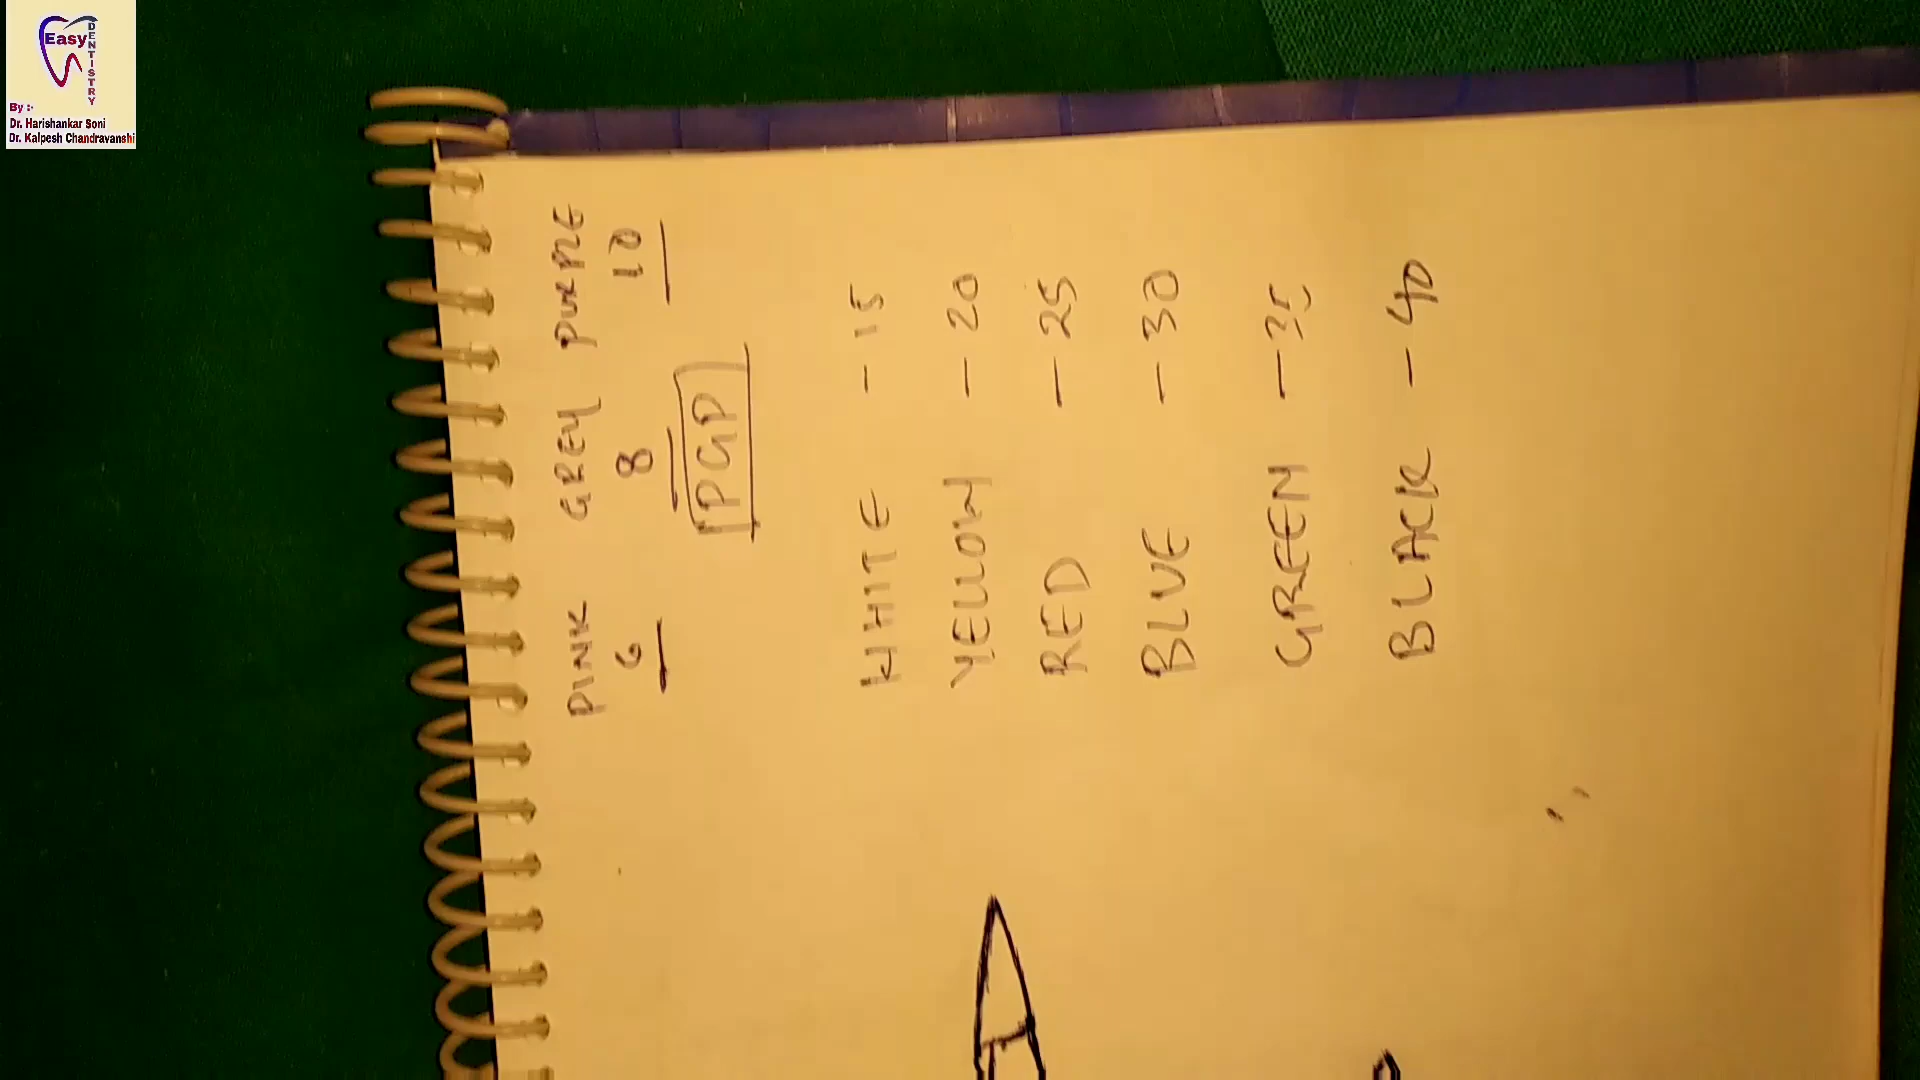 Easy
DENTISTRY
By :-
Dr. Harishankar Soni
Dr. Kalpesh Chandravanshi
PINK GREY PURPLE
6 8 10
PGP
WHITE - 15
YELLOW - 20
RED - 25
BLUE - 30
GREEN - 35
BLACK - 40